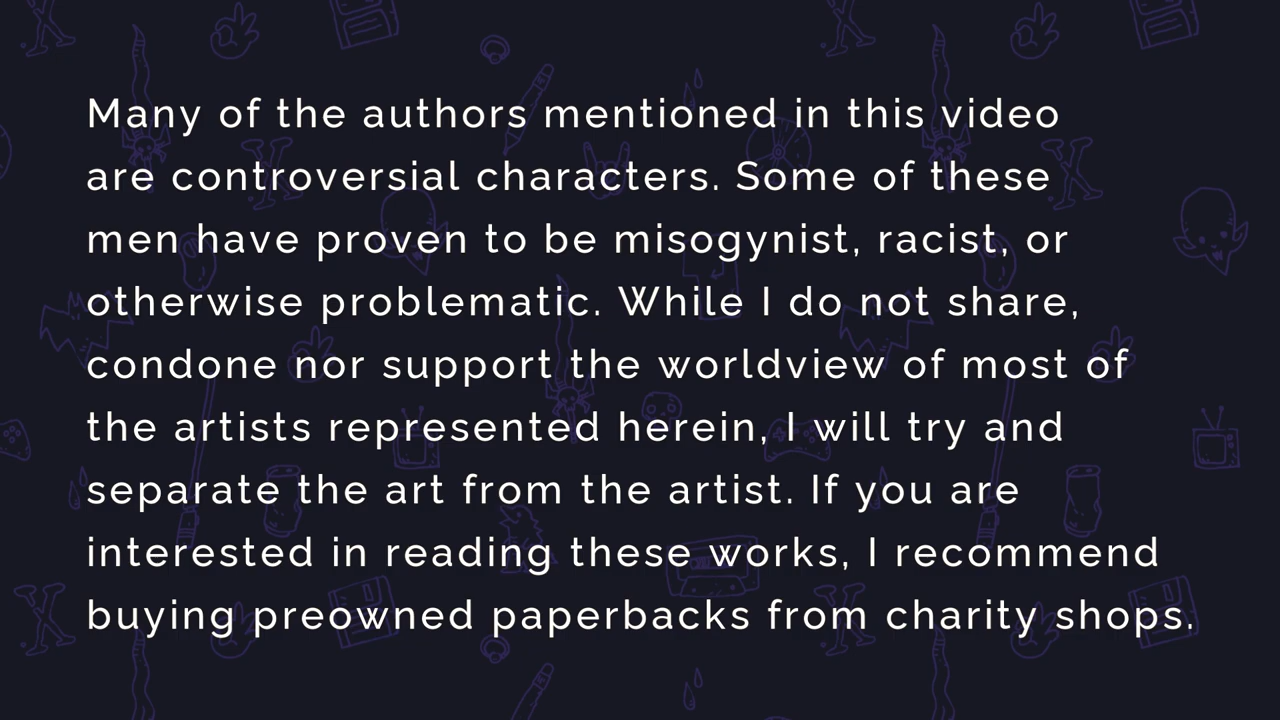 Many of the authors mentioned in this video
are controversial characters. Some of these
men have proven to be misogynist, racist, or
otherwise problematic. While I do not share,
condone nor support the worldview of most of
the artists represented herein, I will try and
separate the art from the artist. If you are
interested in reading these works, I recommend
buying preowned paperbacks from charity shops.